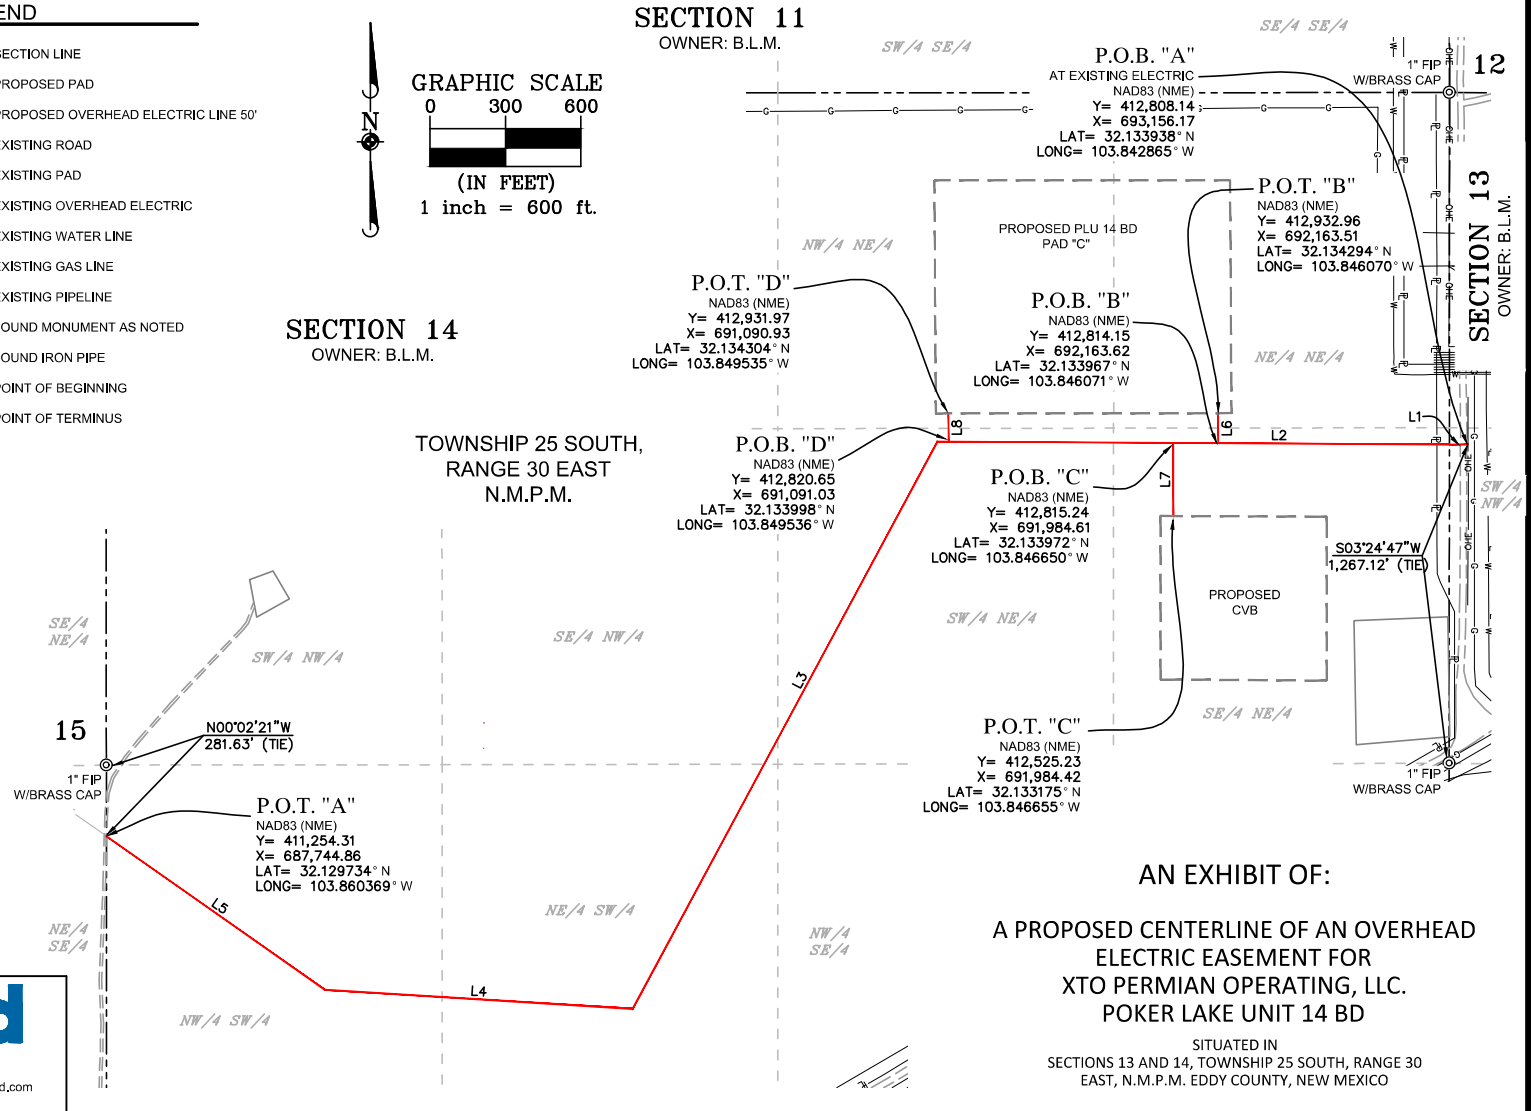 SECTION LINE
PROPOSED PAD
PROPOSED OVERHEAD ELECTRIC LINE 50'
EXISTING ROAD
EXISTING PAD
EXISTING OVERHEAD ELECTRIC
EXISTING WATER LINE
EXISTING GAS LINE
EXISTING PIPELINE
MONUMENT AS NOTED
IRON PIPE
POINT OF BEGINNING
POINT OF TERMINUS
N
GRAPHIC SCALE
0 300 600
(IN FEET)
1 inch = 600 ft.
SECTION 11
OWNER: B.L.M.
SW/4 SE/4
SE/4 SE/4
P.O.B. "A"
AT EXISTING ELECTRIC
NAD83 (NME)
Y= 412,808.14
X= 693,156.17
LAT= 32.133938° N
LONG= 103.842865° W
1" FIP
W/BRASS CAP
12
SECTION 13
OWNER: B.L.M.
P.O.T. "B"
NAD83 (NME)
Y= 412,932.96
X= 692,163.51
LAT= 32.134294° N
LONG= 103.846070° W
PROPOSED PLU 14 BD
PAD "C"
NW/4 NE/4
NE/4 NE/4
P.O.T. "D"
NAD83 (NME)
Y= 412,931.97
X= 691,090.93
LAT= 32.134304° N
LONG= 103.849535° W
P.O.B. "B"
NAD83 (NME)
Y= 412,814.15
X= 692,163.62
LAT= 32.133967° N
LONG= 103.846071° W
SECTION 14
OWNER: B.L.M.
TOWNSHIP 25 SOUTH,
RANGE 30 EAST
N.M.P.M.
P.O.B. "D"
NAD83 (NME)
Y= 412,820.65
X= 691,091.03
LAT= 32.133998° N
LONG= 103.849536° W
L8
L6
L2
L1
L7
P.O.B. "C"
NAD83 (NME)
Y= 412,815.24
X= 691,984.61
LAT= 32.133972° N
LONG= 103.846650° W
SW/4
NW/4
S03°24'47"W
1,267.12' (TIE)
PROPOSED
CVB
SE/4
NE/4
SW/4 NW/4
SE/4 NW/4
SW/4 NE/4
SE/4 NE/4
L3
15
N00°02'21"W
281.63' (TIE)
1" FIP
W/BRASS CAP
P.O.T. "C"
NAD83 (NME)
Y= 412,525.23
X= 691,984.42
LAT= 32.133175° N
LONG= 103.846655° W
1" FIP
W/BRASS CAP
P.O.T. "A"
NAD83 (NME)
Y= 411,254.31
X= 687,744.86
LAT= 32.129734° N
LONG= 103.860369° W
L5
L4
NE/4
SE/4
NE/4 SW/4
NW/4
SE/4
NW/4 SW/4
AN EXHIBIT OF:
A PROPOSED CENTERLINE OF AN OVERHEAD
ELECTRIC EASEMENT FOR
XTO PERMIAN OPERATING, LLC.
POKER LAKE UNIT 14 BD
SITUATED IN
SECTIONS 13 AND 14, TOWNSHIP 25 SOUTH, RANGE 30
EAST, N.M.P.M. EDDY COUNTY, NEW MEXICO